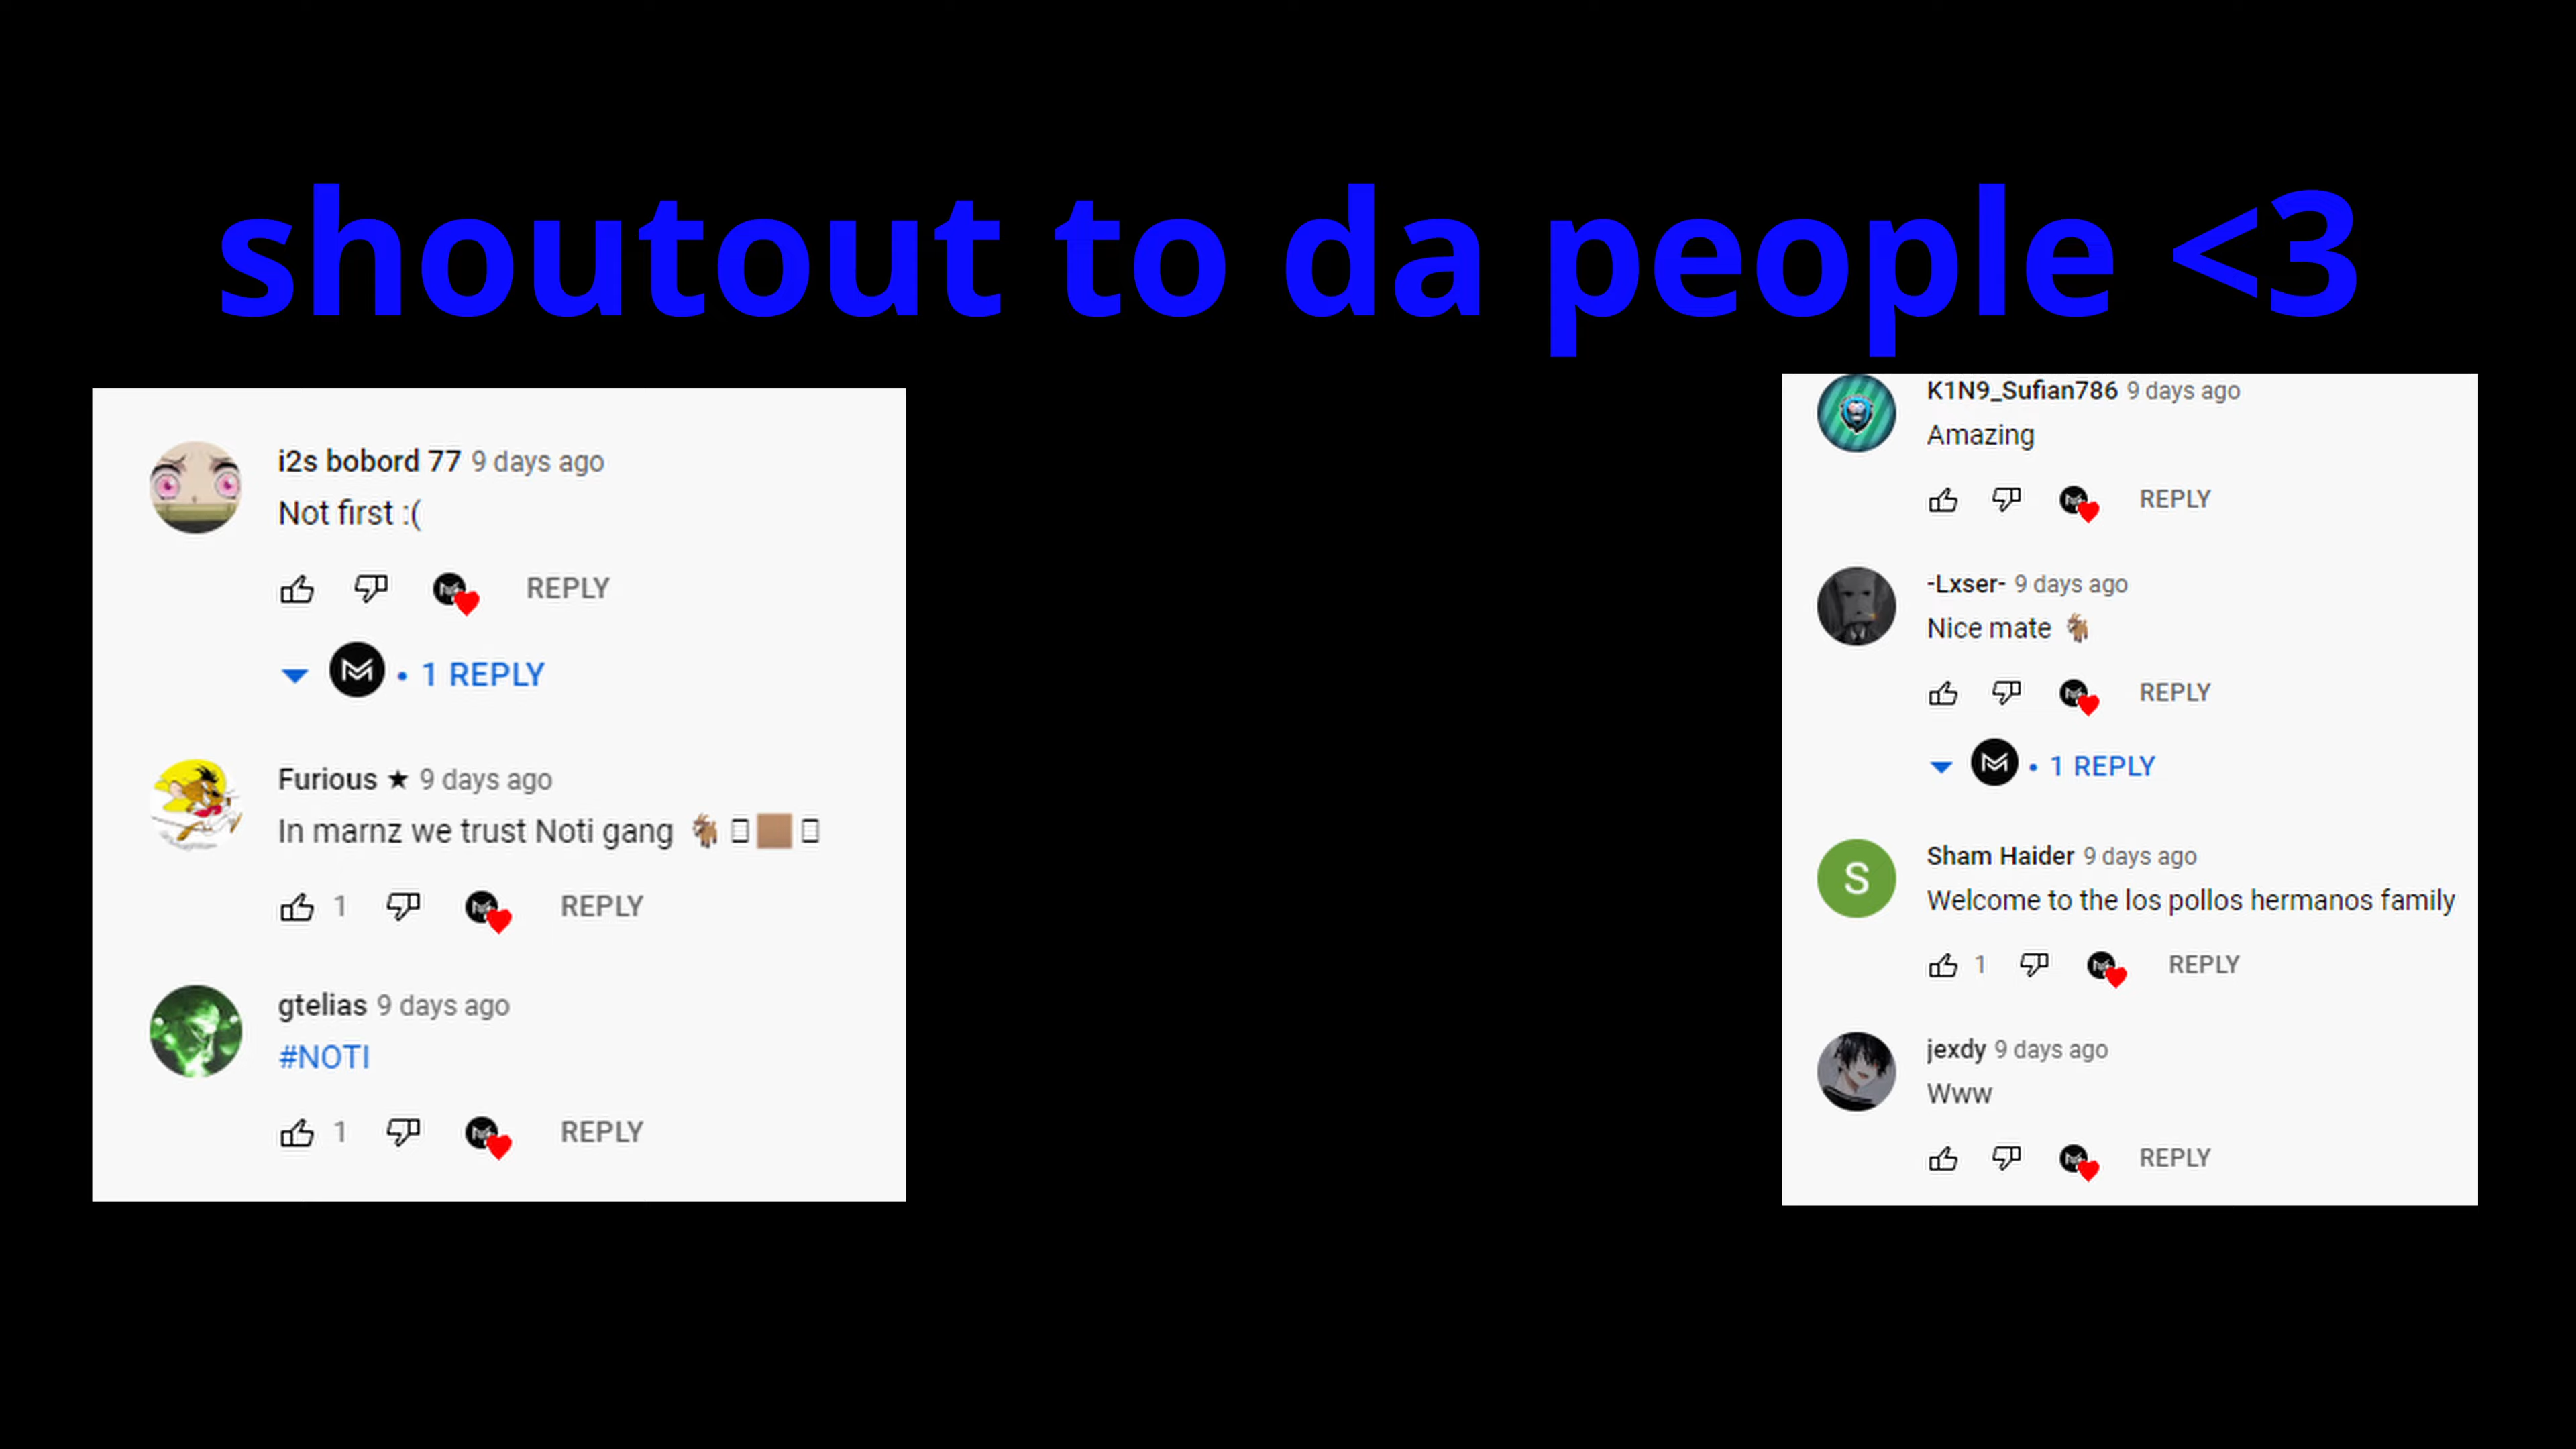 shoutout to da people <3
i2s bobord 77 9 days ago
Not first :(
REPLY
• 1 REPLY
Furious ★ 9 days ago
In marnz we trust Noti gang 🐐 ▯🏽▯
1 REPLY
gtelias 9 days ago
#NOTI
1 REPLY
K1N9_Sufian786 9 days ago
Amazing
REPLY
-Lxser- 9 days ago
Nice mate 🐐
REPLY
• 1 REPLY
Sham Haider 9 days ago
S
Welcome to the los pollos hermanos family
1 REPLY
jexdy 9 days ago
Www
REPLY